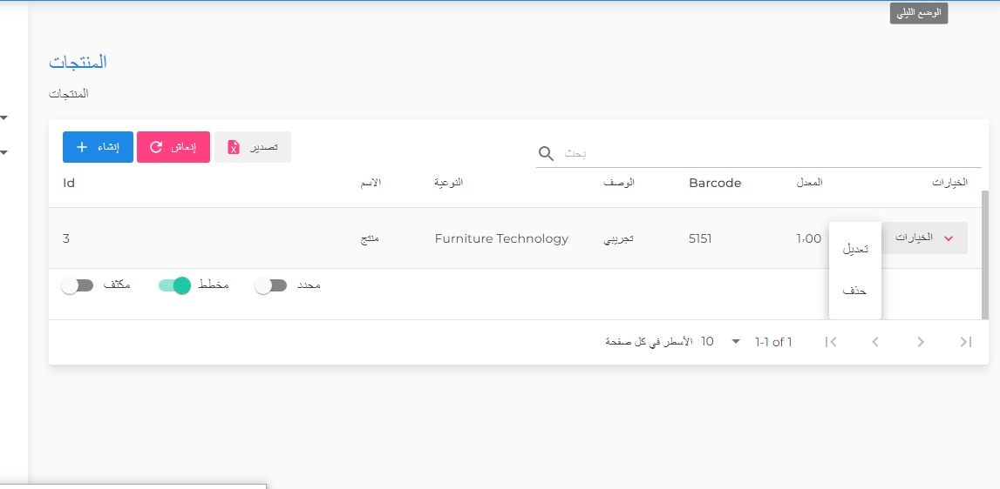 الوضع الليلي
المنتجات
المنتجات
إنشاء إنعاش تصدير بحث
Id الاسم النوعية الوصف Barcode المعدل الخيارات
3 منتج Furniture Technology تجريبي 5151 1٫00 الخيارات
تعديل
حذف
مكثف مخطط محدد
الأسطر في كل صفحة 10 1-1 of 1